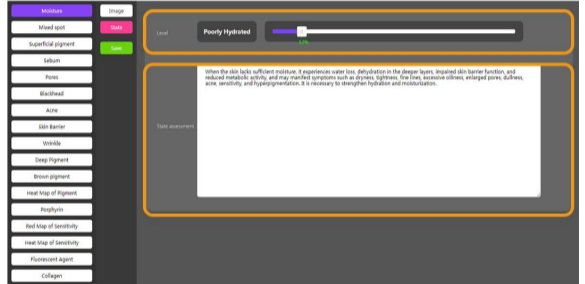 Moisture
Mixed spot
Superficial pigment
Sebum
Pores
Blackhead
Acne
Skin Barrier
Wrinkle
Deep Pigment
Brown pigment
Heat Map of Pigment
Porphyrin
Red Map of Sensitivity
Heat Map of Sensitivity
Fluorescent Agent
Collagen
Image
State
Save
Level
Poorly Hydrated
State assessment
When the skin lacks sufficient moisture, it experiences water loss, dehydration in the deeper layers, impaired skin barrier function, and
reduced metabolic activity, and may manifest symptoms such as dryness, tightness, fine lines, excessive oiliness, enlarged pores, dullness,
acne, sensitivity, and hyperpigmentation. It is necessary to strengthen hydration and moisturization.